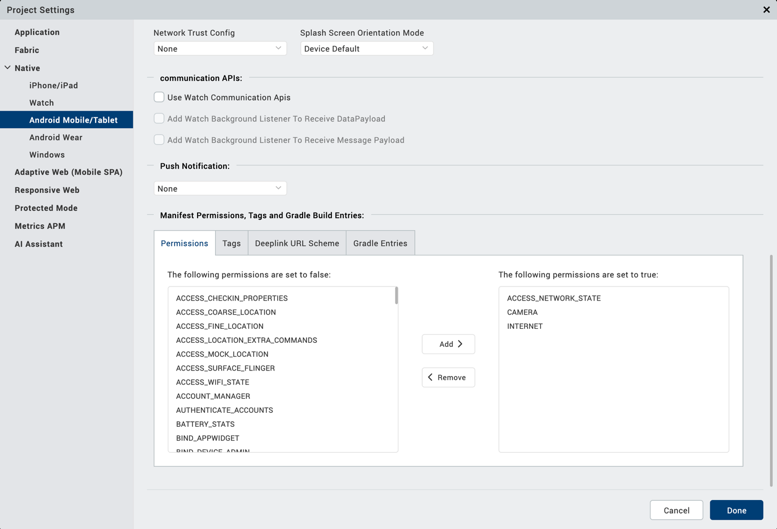 Project Settings
Application
Fabric
Native
iPhone/iPad
Watch
Android Mobile/Tablet
Android Wear
Windows
Adaptive Web (Mobile SPA)
Responsive Web
Protected Mode
Metrics APM
AI Assistant
Network Trust Config
Splash Screen Orientation Mode
None
Device Default
communication APIs:
Use Watch Communication Apis
Add Watch Background Listener To Receive DataPayload
Add Watch Background Listener To Receive Message Payload
Push Notification:
None
Manifest Permissions, Tags and Gradle Build Entries:
Permissions
Tags
Deeplink URL Scheme
Gradle Entries
The following permissions are set to false:
ACCESS_CHECKIN_PROPERTIES
ACCESS_COARSE_LOCATION
ACCESS_FINE_LOCATION
ACCESS_LOCATION_EXTRA_COMMANDS
ACCESS_MOCK_LOCATION
ACCESS_SURFACE_FLINGER
ACCESS_WIFI_STATE
ACCOUNT_MANAGER
AUTHENTICATE_ACCOUNTS
BATTERY_STATS
BIND_APPWIDGET
BIND_DEVICE_ADMIN
Add
Remove
The following permissions are set to true:
ACCESS_NETWORK_STATE
CAMERA
INTERNET
Cancel
Done